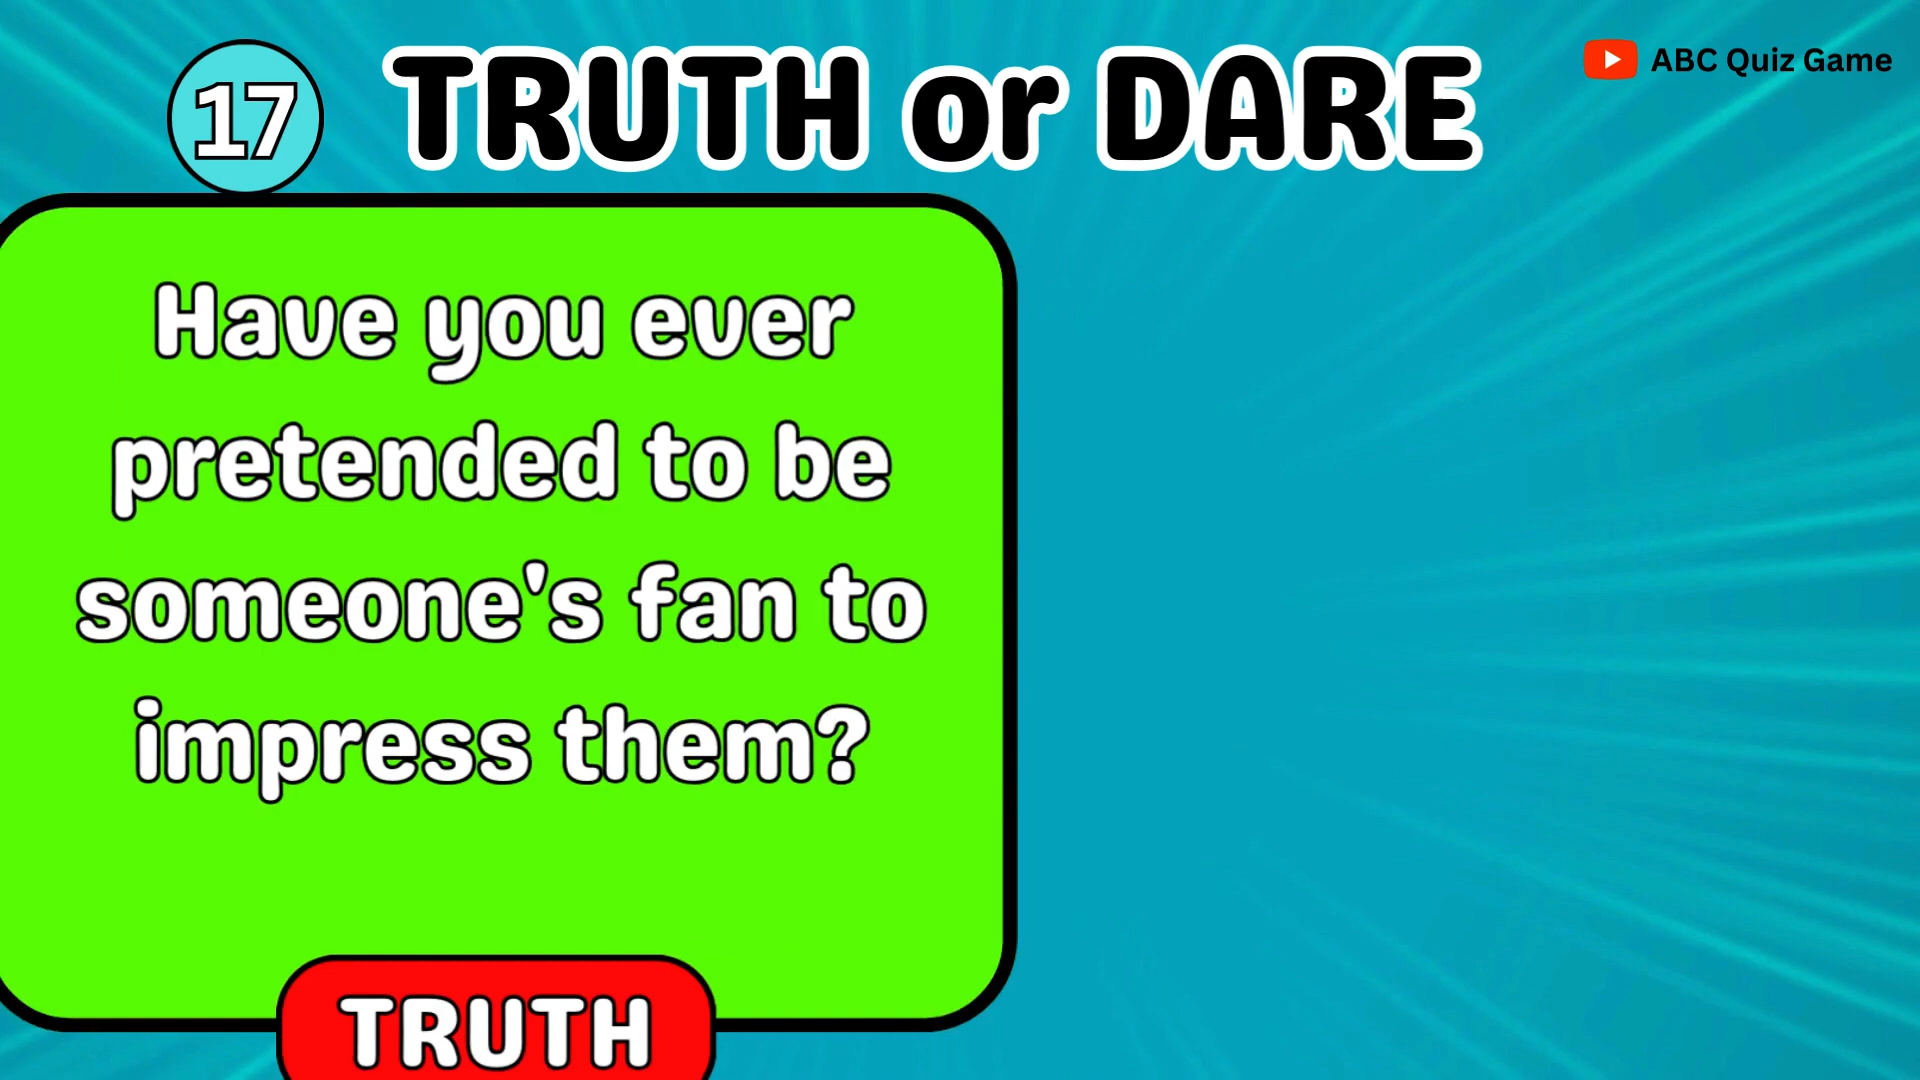 17
TRUTH or DARE
ABC Quiz Game
Have you ever
pretended to be
someone's fan to
impress them?
TRUTH